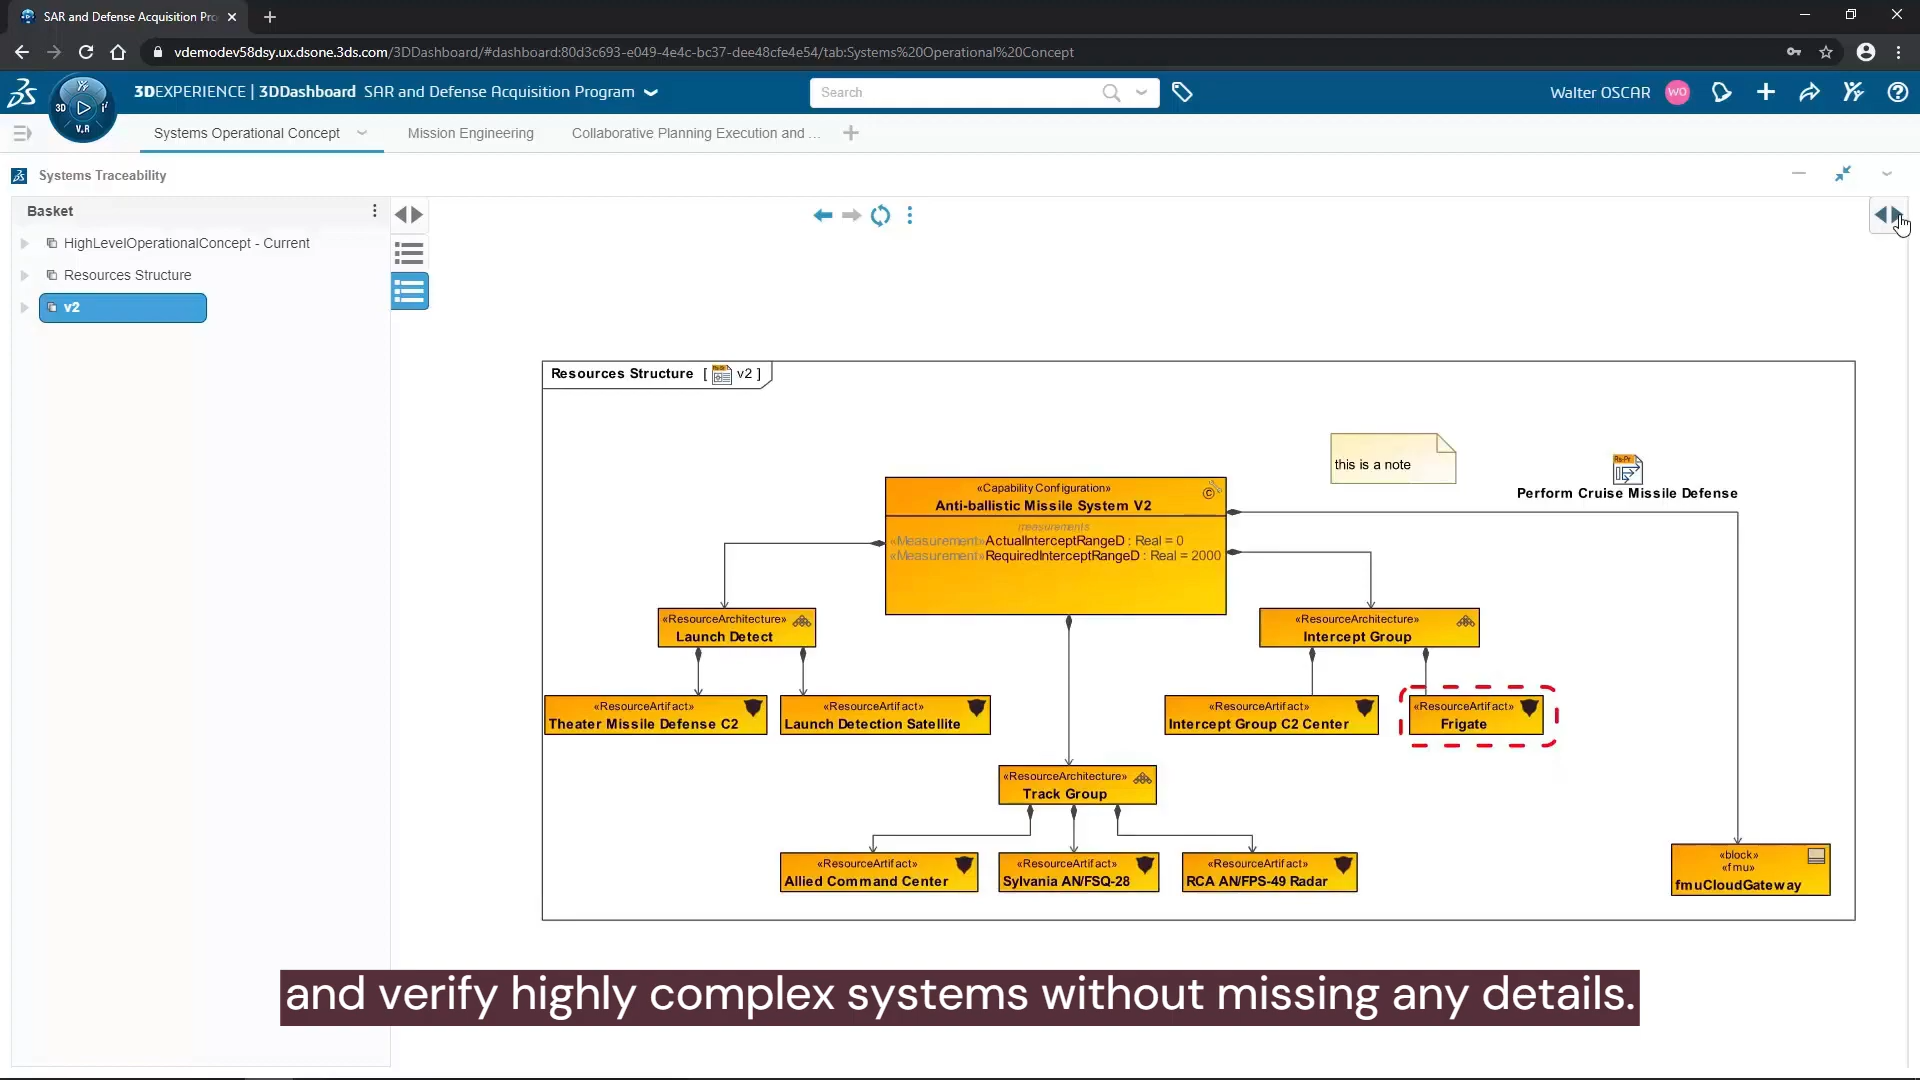 SAR and Defense Acquisition Pro
vdemodev58dsy.ux.dsone.3ds.com/3DDashboard/#dashboard:80d3c693-e049-4e4c-bc37-dee48cfe4e54/tab:Systems%20Operational%20Concept
3DEXPERIENCE | 3DDashboard SAR and Defense Acquisition Program
Search
Walter OSCAR WO
3D V.R
Systems Operational Concept
Mission Engineering
Collaborative Planning Execution and ...
Systems Traceability
Basket
HighLevelOperationalConcept - Current
Resources Structure
v2
Resources Structure [ v2 ]
this is a note
Perform Cruise Missile Defense
«Capability Configuration»
Anti-ballistic Missile System V2
measurements
«Measurement»ActualInterceptRangeD : Real = 0
«Measurement»RequiredInterceptRangeD : Real = 2000
«ResourceArchitecture»
Launch Detect
«ResourceArchitecture»
Intercept Group
«ResourceArtifact»
Theater Missile Defense C2
«ResourceArtifact»
Launch Detection Satellite
«ResourceArtifact»
Intercept Group C2 Center
«ResourceArtifact»
Frigate
«ResourceArchitecture»
Track Group
«ResourceArtifact»
Allied Command Center
«ResourceArtifact»
Sylvania AN/FSQ-28
«ResourceArtifact»
RCA AN/FPS-49 Radar
«block»
«fmu»
fmuCloudGateway
and verify highly complex systems without missing any details.